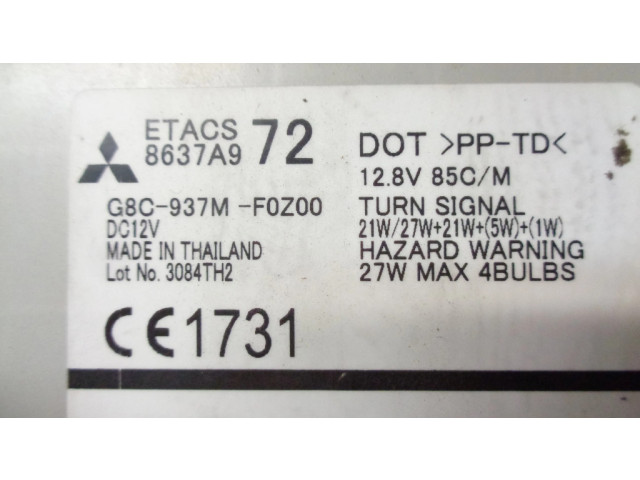 ETACS
8637A9 72
G8C-937M -F0Z00
DC12V
MADE IN THAILAND
Lot No. 3084TH2
CE1731
DOT >PP-TD<
12.8V 85C/M
TURN SIGNAL
21W/27W+21W+(5W)+(1W)
HAZARD WARNING
27W MAX 4BULBS